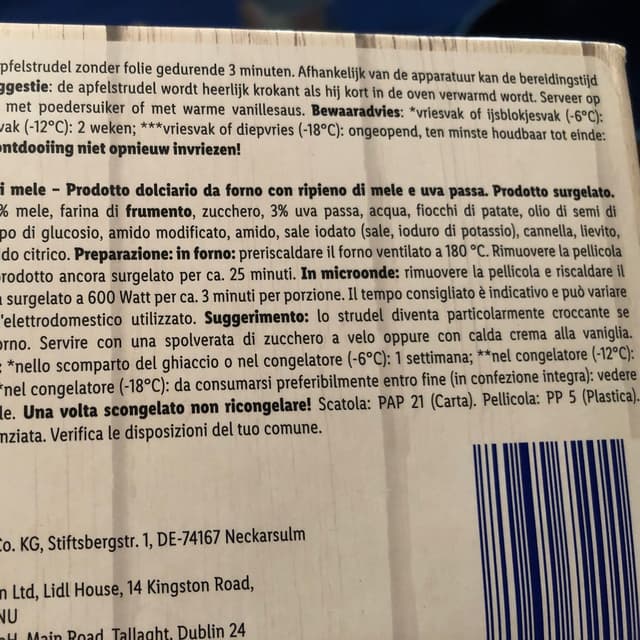 pfelstrudel zonder folie gedurende 3 minuten. Afhankelijk van de apparatuur kan de bereidingstijd
ggestie: de apfelstrudel wordt heerlijk krokant als hij kort in de oven verwarmd wordt. Serveer op
met poedersuiker of met warme vanillesaus. Bewaaradvies: *vriesvak of ijsblokjesvak (-6°C):
vak (-12°C): 2 weken; ***vriesvak of diepvries (-18°C): ongeopend, ten minste houdbaar tot einde:
ontdooiing niet opnieuw invriezen!
i mele – Prodotto dolciario da forno con ripieno di mele e uva passa. Prodotto surgelato.
% mele, farina di frumento, zucchero, 3% uva passa, acqua, fiocchi di patate, olio di semi di
po di glucosio, amido modificato, amido, sale iodato (sale, ioduro di potassio), cannella, lievito,
do citrico. Preparazione: in forno: preriscaldare il forno ventilato a 180 °C. Rimuovere la pellicola
rodotto ancora surgelato per ca. 25 minuti. In microonde: rimuovere la pellicola e riscaldare il
a surgelato a 600 Watt per ca. 3 minuti per porzione. Il tempo consigliato è indicativo e può variare
l'elettrodomestico utilizzato. Suggerimento: lo strudel diventa particolarmente croccante se
orno. Servire con una spolverata di zucchero a velo oppure con calda crema alla vaniglia.
: *nello scomparto del ghiaccio o nel congelatore (-6°C): 1 settimana; **nel congelatore (-12°C):
*nel congelatore (-18°C): da consumarsi preferibilmente entro fine (in confezione integra): vedere
le. Una volta scongelato non ricongelare! Scatola: PAP 21 (Carta). Pellicola: PP 5 (Plastica).
nziata. Verifica le disposizioni del tuo comune.
Co. KG, Stiftsbergstr. 1, DE-74167 Neckarsulm
n Ltd, Lidl House, 14 Kingston Road,
NU
bH, Main Road, Tallaght, Dublin 24